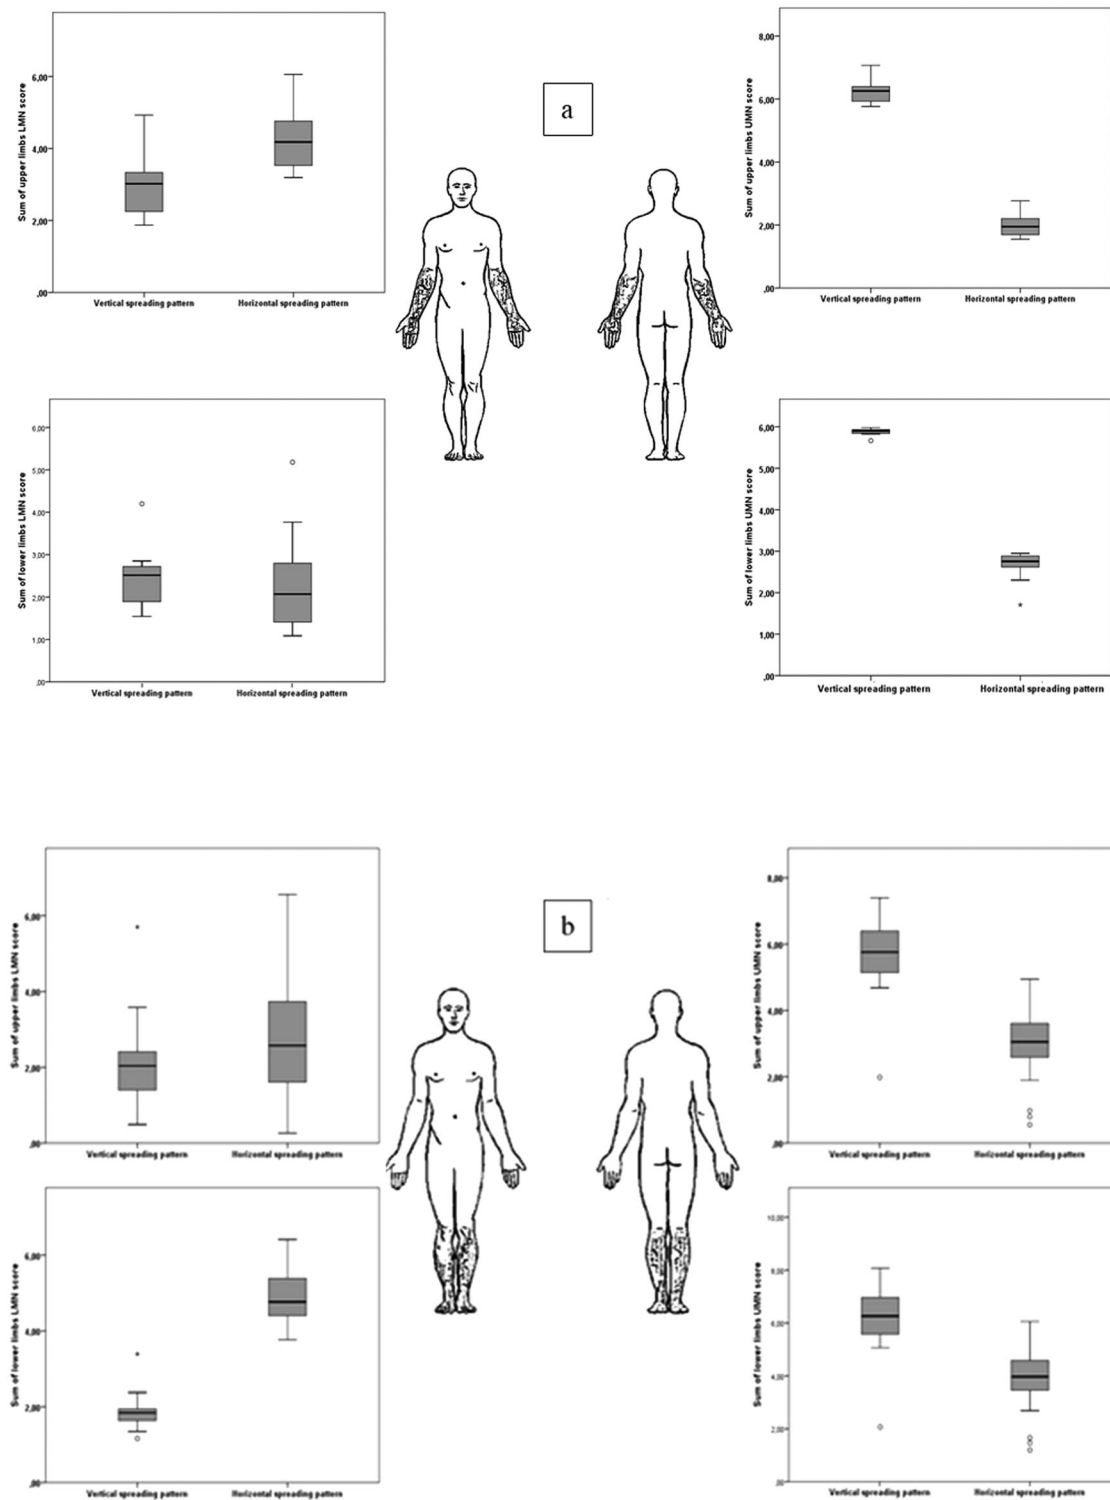 Sum of upper limbs LMN score
6,00
4,00
2,00
,00
Vertical spreading pattern
Horizontal spreading pattern
a
Sum of upper limbs UMN score
8,00
6,00
4,00
2,00
,00
Vertical spreading pattern
Horizontal spreading pattern
Sum of lower limbs LMN score
6,00
5,00
4,00
3,00
2,00
1,00
,00
Vertical spreading pattern
Horizontal spreading pattern
Sum of lower limbs UMN score
6,00
5,00
4,00
3,00
2,00
1,00
,00
Vertical spreading pattern
Horizontal spreading pattern
Sum of upper limbs LMN score
6,00
4,00
2,00
,00
Vertical spreading pattern
Horizontal spreading pattern
b
Sum of upper limbs UMN score
8,00
6,00
4,00
2,00
,00
Vertical spreading pattern
Horizontal spreading pattern
Sum of lower limbs LMN score
6,00
4,00
2,00
,00
Vertical spreading pattern
Horizontal spreading pattern
Sum of lower limbs UMN score
10,00
8,00
6,00
4,00
2,00
,00
Vertical spreading pattern
Horizontal spreading pattern